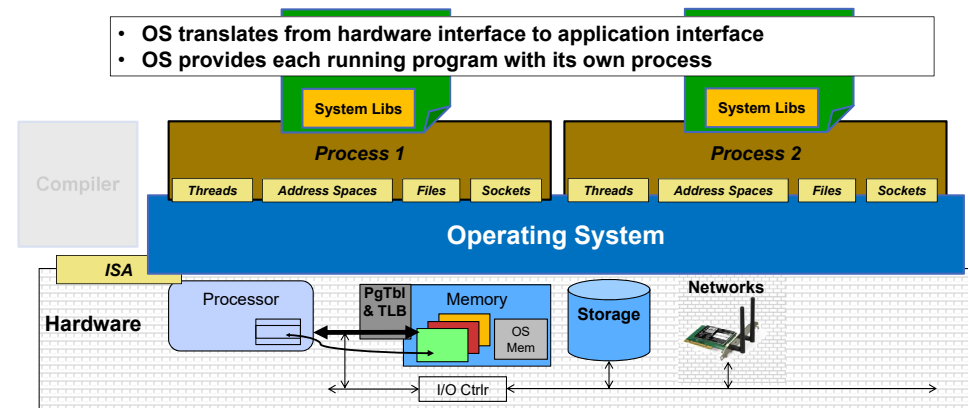 • OS translates from hardware interface to application interface
• OS provides each running program with its own process
System Libs
System Libs
Process 1
Process 2
Compiler
Threads
Address Spaces
Files
Sockets
Threads
Address Spaces
Files
Sockets
Operating System
ISA
Hardware
Processor
PgTbl
& TLB
Memory
OS
Mem
Storage
Networks
I/O Ctrlr